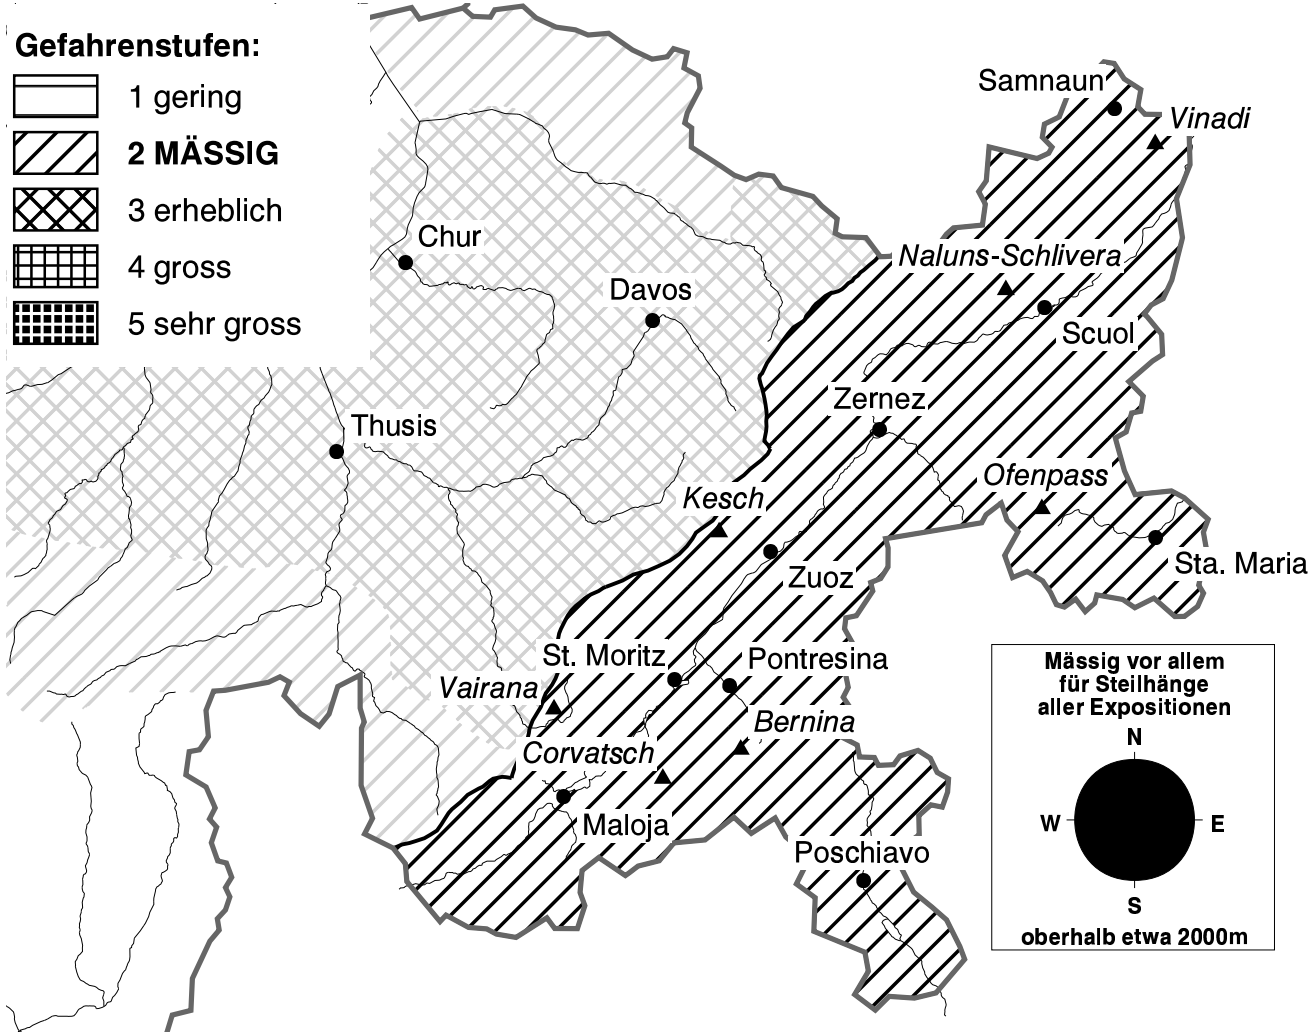 Gefahrenstufen:
1 gering
2 MÄSSIG
3 erheblich
4 gross
5 sehr gross
Samnaun
Vinadi
Chur
Naluns-Schlivera
Davos
Scuol
Zernez
Thusis
Ofenpass
Kesch
Sta. Maria
Zuoz
St. Moritz
Pontresina
Vairana
Bernina
Corvatsch
Maloja
Poschiavo
Mässig vor allem
für Steilhänge
aller Expositionen
N
W E
S
oberhalb etwa 2000m